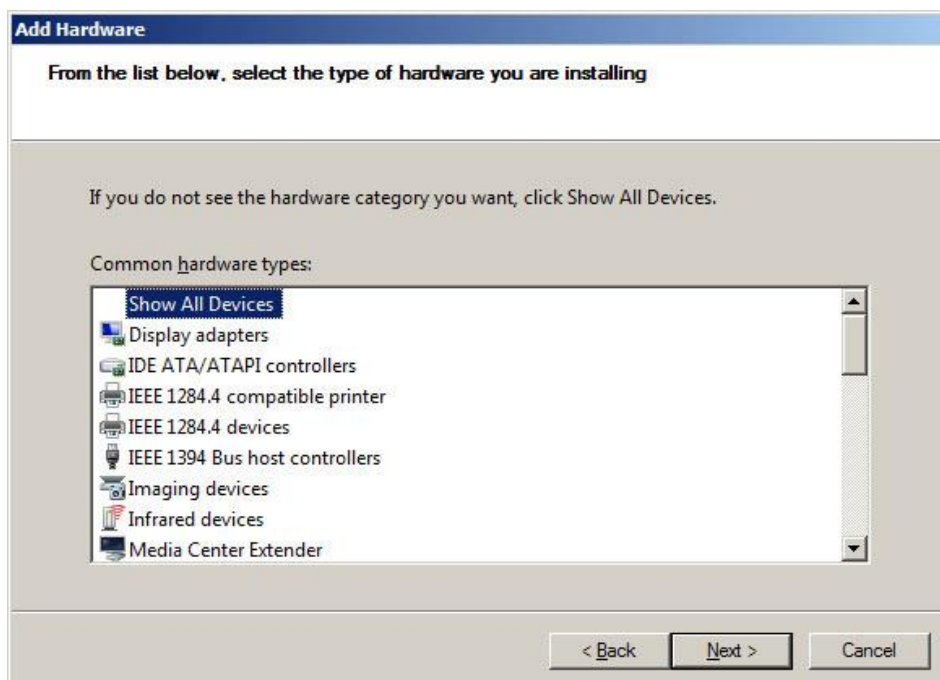 Add Hardware
From the list below, select the type of hardware you are installing
If you do not see the hardware category you want, click Show All Devices.
Common hardware types:
Show All Devices
Display adapters
IDE ATA/ATAPI controllers
IEEE 1284.4 compatible printer
IEEE 1284.4 devices
IEEE 1394 Bus host controllers
Imaging devices
Infrared devices
Media Center Extender
< Back Next > Cancel